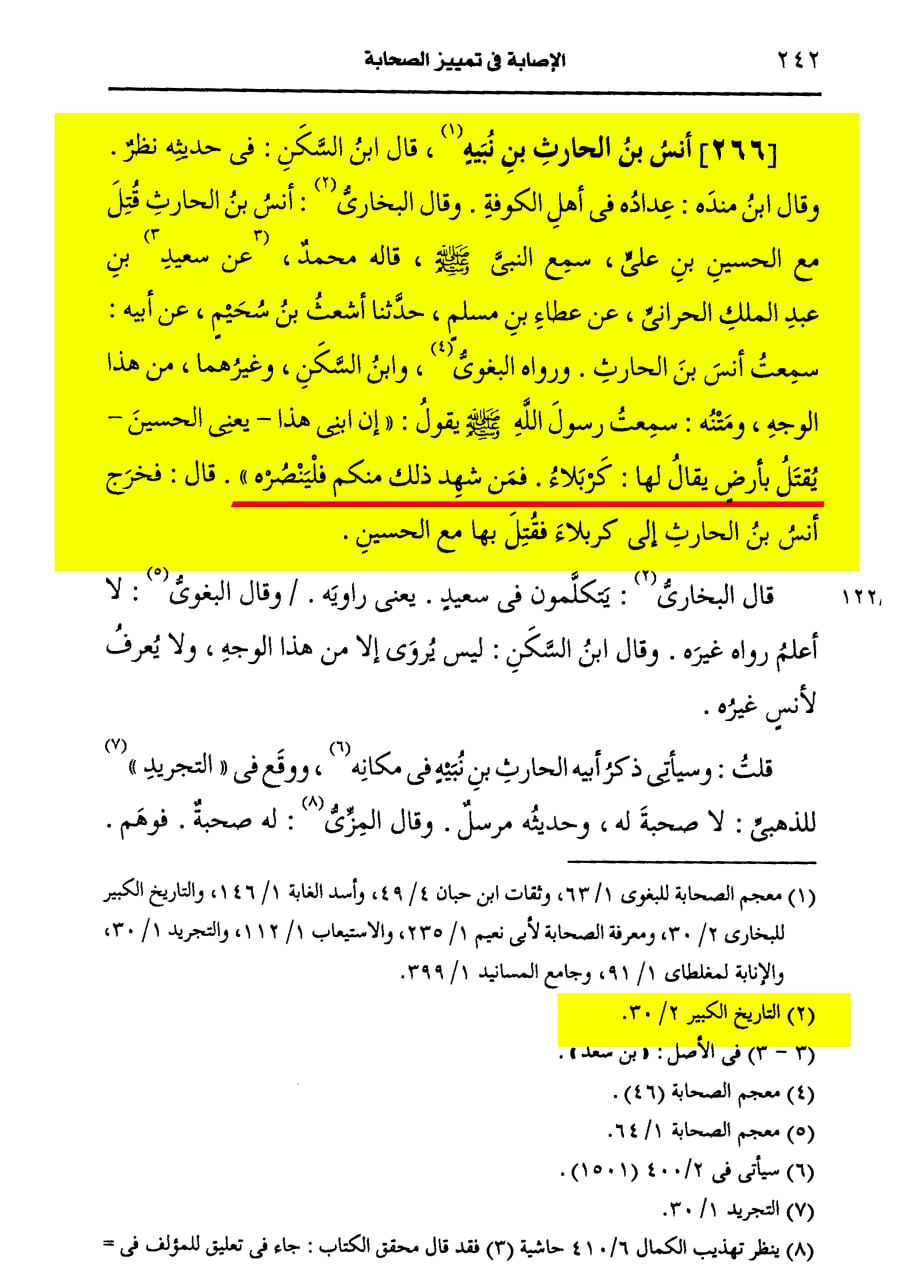 ٢٤٢
الإصابة فى تمييز الصحابة
[٢٦٦] أنسُ بنُ الحارثِ بنِ نُبَيهٍ(١) ، قال ابنُ السَّكَنِ : فى حديثِه نظرٌ .
وقال ابنُ منده : عِدادُه فى أهلِ الكوفةِ . وقال البخارىُّ(٢) : أنسُ بنُ الحارثِ قُتِلَ
مع الحسينِ بنِ علىٍّ ، سمِع النبىَّ ﷺ ، قاله محمدٌ ، (٣عن سعيدِ٣) بنِ
عبدِ الملكِ الحرانىِّ ، عن عطاءِ بنِ مسلمٍ ، حدَّثنا أشعثُ بنُ سُحَيْمٍ ، عن أبيه :
سمِعتُ أنسَ بنَ الحارثِ . ورواه البغوىُّ(٤) ، وابنُ السَّكَنِ ، وغيرُهما ، من هذا
الوجهِ ، ومَتْنُه : سمِعتُ رسولَ اللَّهِ ﷺ يقولُ : « إن ابنِى هذا – يعنِى الحسينَ –
يُقتَلُ بأرضٍ يقالُ لها : كَرْبَلاءُ . فمَن شهِد ذلك منكم فلْيَنْصُرْه » . قال : فخرَج
أنسُ بنُ الحارثِ إلى كربلاءَ فقُتِلَ بها مع الحسينِ .
قال البخارىُّ(٢) : يَتكلَّمون فى سعيدٍ . يعنى راويَه . / وقال البغوىُّ(٥) : لا
١٢٢/
أعلمُ رواه غيرَه . وقال ابنُ السَّكَنِ : ليس يُروَى إلا من هذا الوجهِ ، ولا يُعرفُ
لأنسٍ غيرُه .
قلتُ : وسيأتِى ذكرُ أبيه الحارثِ بنِ نُبَيْهٍ فى مكانِه(٦) ، ووقَع فى « التجريدِ »(٧)
للذهبىِّ : لا صحبةَ له ، وحديثُه مرسلٌ . وقال المِزِّىُّ(٨) : له صحبةٌ . فوهَم .
(١) معجم الصحابة للبغوى ١/ ٦٣، وثقات ابن حبان ٤/ ٤٩، وأسد الغابة ١/ ١٤٦، والتاريخ الكبير
للبخارى ٢/ ٣٠، ومعرفة الصحابة لأبى نعيم ١/ ٢٣٥، والاستيعاب ١/ ١١٢، والتجريد ١/ ٣٠،
والإنابة لمغلطاى ١/ ٩١، وجامع المسانيد ١/ ٣٩٩.
(٢) التاريخ الكبير ٢/ ٣٠.
(٣ – ٣) فى الأصل : « بن سعد » .
(٤) معجم الصحابة (٤٦) .
(٥) معجم الصحابة ١/ ٦٤.
(٦) سيأتى فى ٢/ ٤٠٠ (١٥٠١) .
(٧) التجريد ١/ ٣٠.
(٨) ينظر تهذيب الكمال ٦/ ٤١٠ حاشية (٣) فقد قال محقق الكتاب : جاء فى تعليق للمؤلف فى =